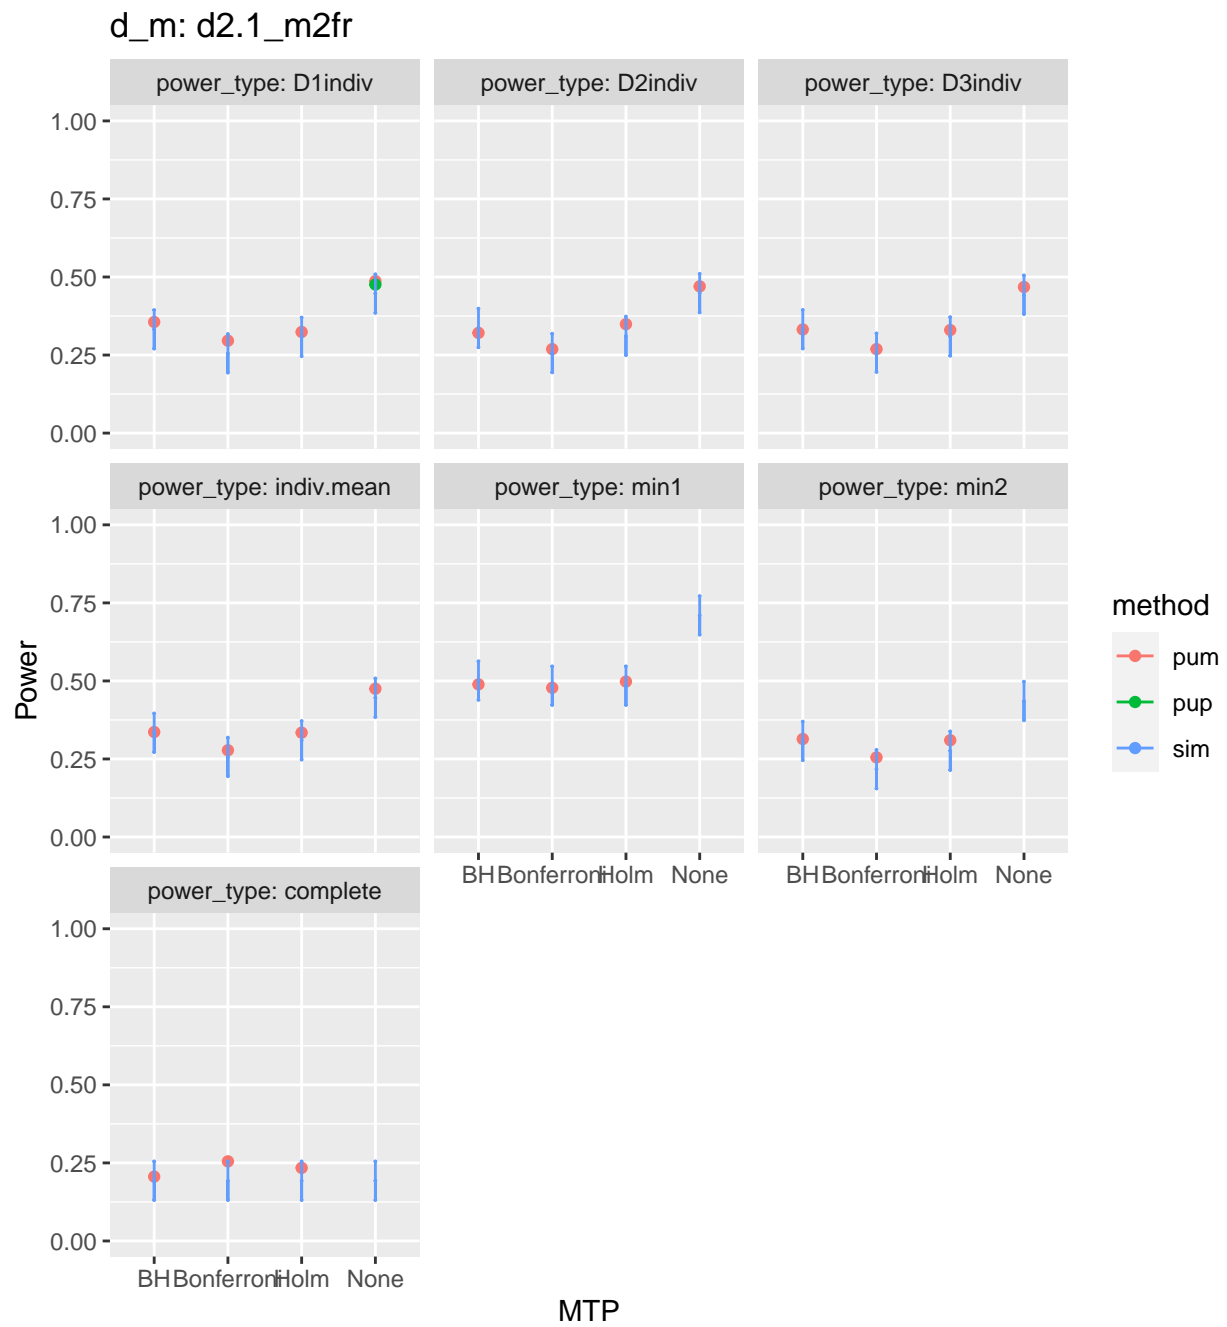 d_m: d2.1_m2fr
power_type: D1indiv
power_type: D2indiv
power_type: D3indiv
1.00
0.75
0.50
0.25
0.00
power_type: indiv.mean
power_type: min1
power_type: min2
1.00
0.75
0.50
0.25
0.00
Power
method
pum
pup
sim
BH Bonferroni Holm None
BH Bonferroni Holm None
power_type: complete
1.00
0.75
0.50
0.25
0.00
BH Bonferroni Holm None
MTP